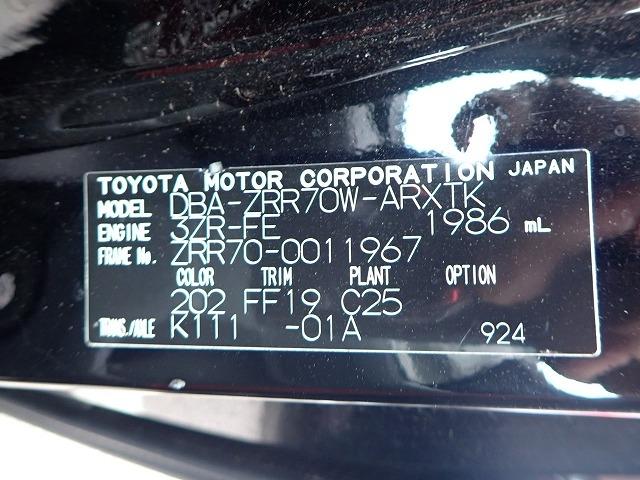 TOYOTA MOTOR CORPORATION JAPAN
MODEL DBA-ZRR70W-ARXTK
ENGINE 3ZR-FE 1986 mL
FRAME No. ZRR70-0011967
COLOR TRIM PLANT OPTION
202 FF19 C25
TRANS./AXLE K111 -01A 924